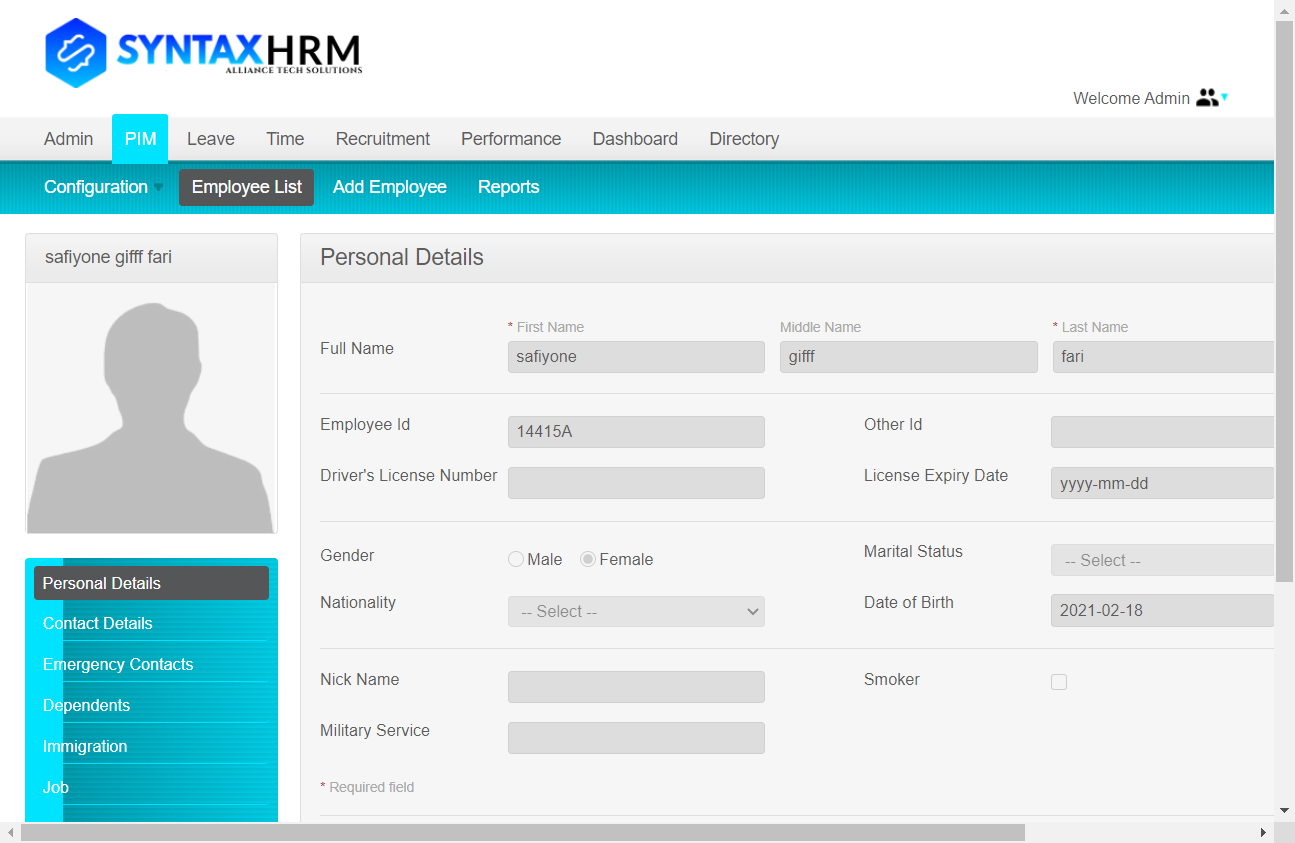 SYNTAXHRM
ALLIANCE TECH SOLUTIONS
Welcome Admin
Admin PIM Leave Time Recruitment Performance Dashboard Directory
Configuration Employee List Add Employee Reports
safiyone gifff fari
Personal Details
* First Name Middle Name * Last Name
Full Name safiyone gifff fari
Employee Id 14415A Other Id
Driver's License Number License Expiry Date yyyy-mm-dd
Gender Male Female Marital Status -- Select --
Nationality -- Select -- Date of Birth 2021-02-18
Nick Name Smoker
Military Service
* Required field
Personal Details
Contact Details
Emergency Contacts
Dependents
Immigration
Job